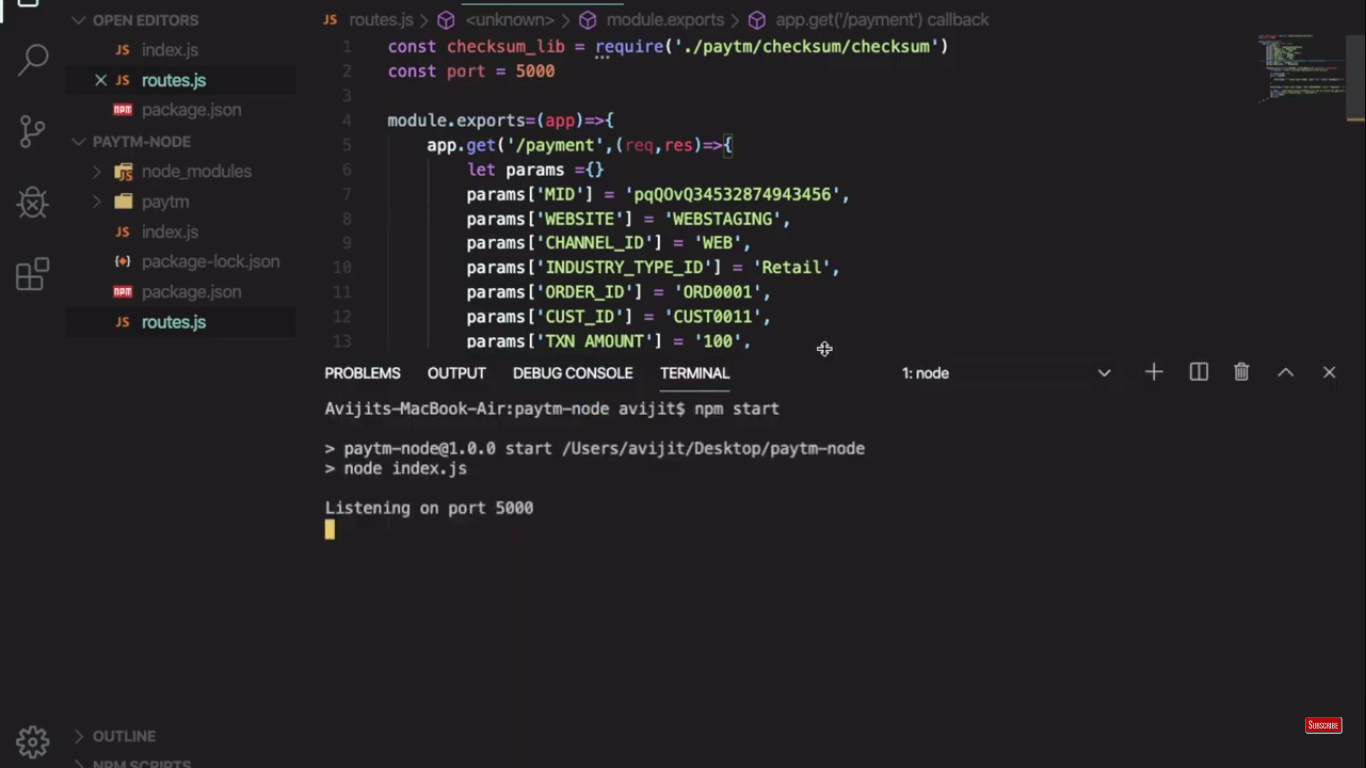 OPEN EDITORS
JS index.js
JS routes.js
npm package.json
PAYTM-NODE
node_modules
paytm
JS index.js
package-lock.json
npm package.json
JS routes.js
OUTLINE
NPM SCRIPTS
JS routes.js > <unknown> > module.exports > app.get('/payment') callback
1 const checksum_lib = require('./paytm/checksum/checksum')
2 const port = 5000
3
4 module.exports=(app)=>{
5 app.get('/payment',(req,res)=>{
6 let params ={}
7 params['MID'] = 'pqQOvQ34532874943456',
8 params['WEBSITE'] = 'WEBSTAGING',
9 params['CHANNEL_ID'] = 'WEB',
10 params['INDUSTRY_TYPE_ID'] = 'Retail',
11 params['ORDER_ID'] = 'ORD0001',
12 params['CUST_ID'] = 'CUST0011',
13 params['TXN_AMOUNT'] = '100',
PROBLEMS OUTPUT DEBUG CONSOLE TERMINAL 1: node
Avijits-MacBook-Air:paytm-node avijit$ npm start
> paytm-node@1.0.0 start /Users/avijit/Desktop/paytm-node
> node index.js
Listening on port 5000
SUBSCRIBE